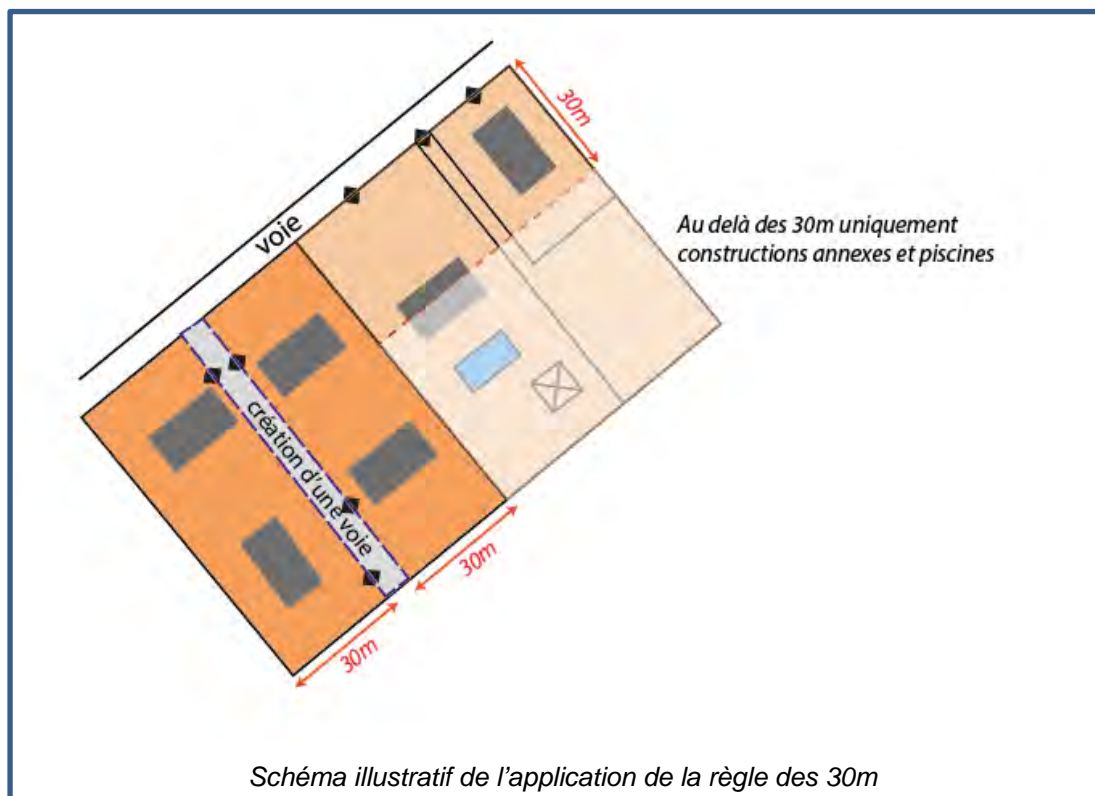 30m
voie
Au delà des 30m uniquement
constructions annexes et piscines
création d'une voie
30m
30m
Schéma illustratif de l'application de la règle des 30m